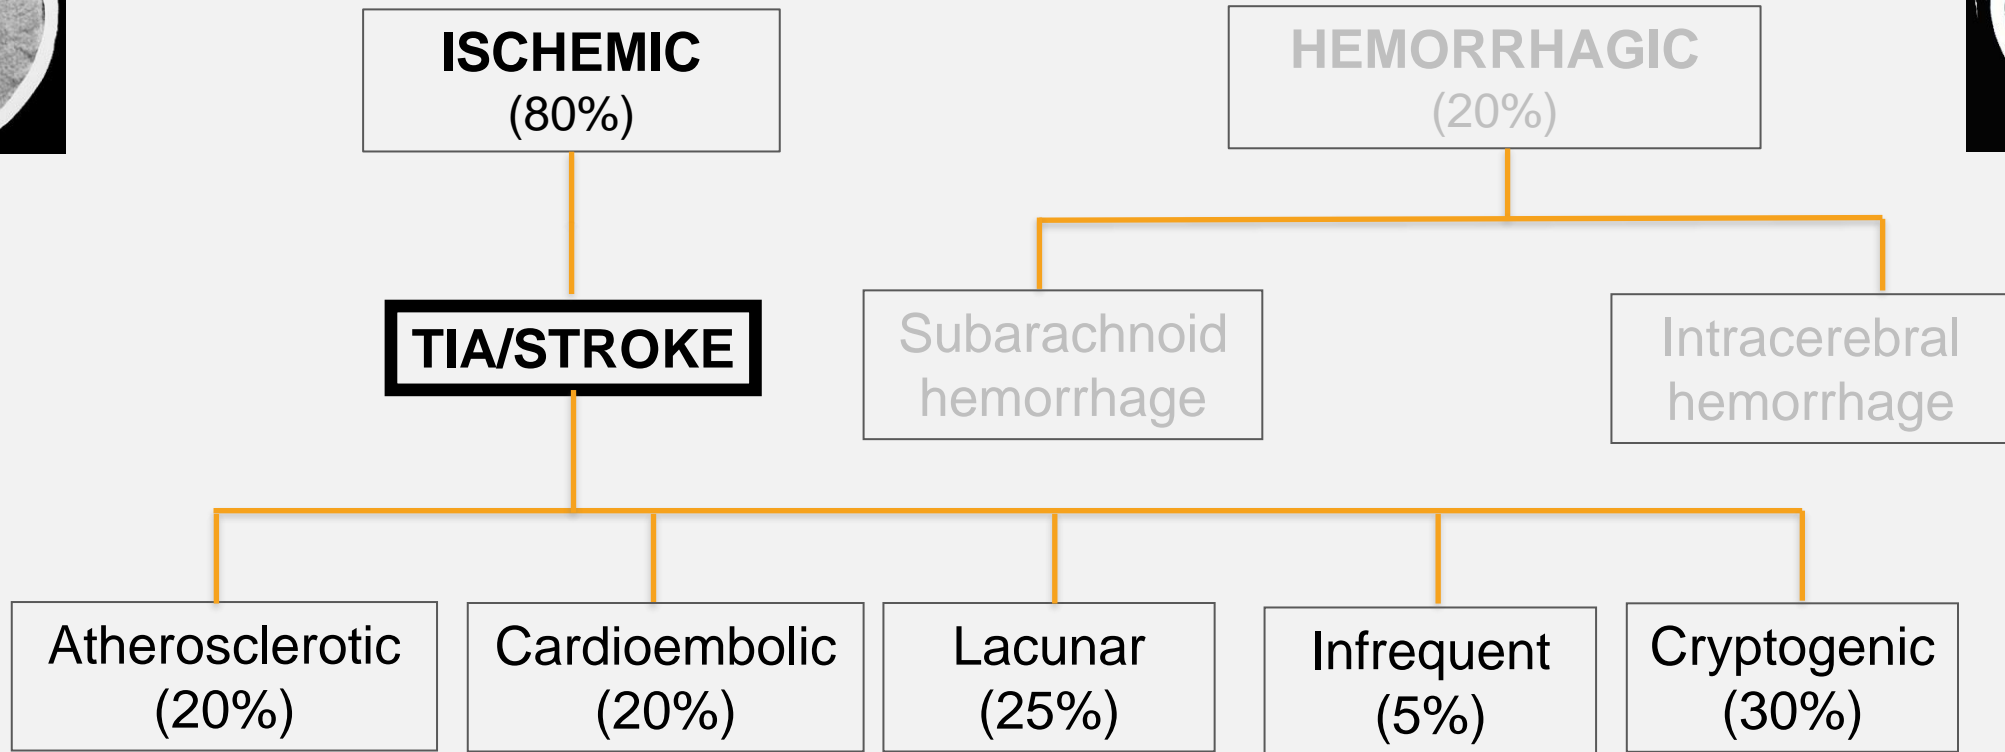 ISCHEMIC
(80%)
HEMORRHAGIC
(20%)
TIA/STROKE
Subarachnoid
hemorrhage
Intracerebral
hemorrhage
Atherosclerotic
(20%)
Cardioembolic
(20%)
Lacunar
(25%)
Infrequent
(5%)
Cryptogenic
(30%)